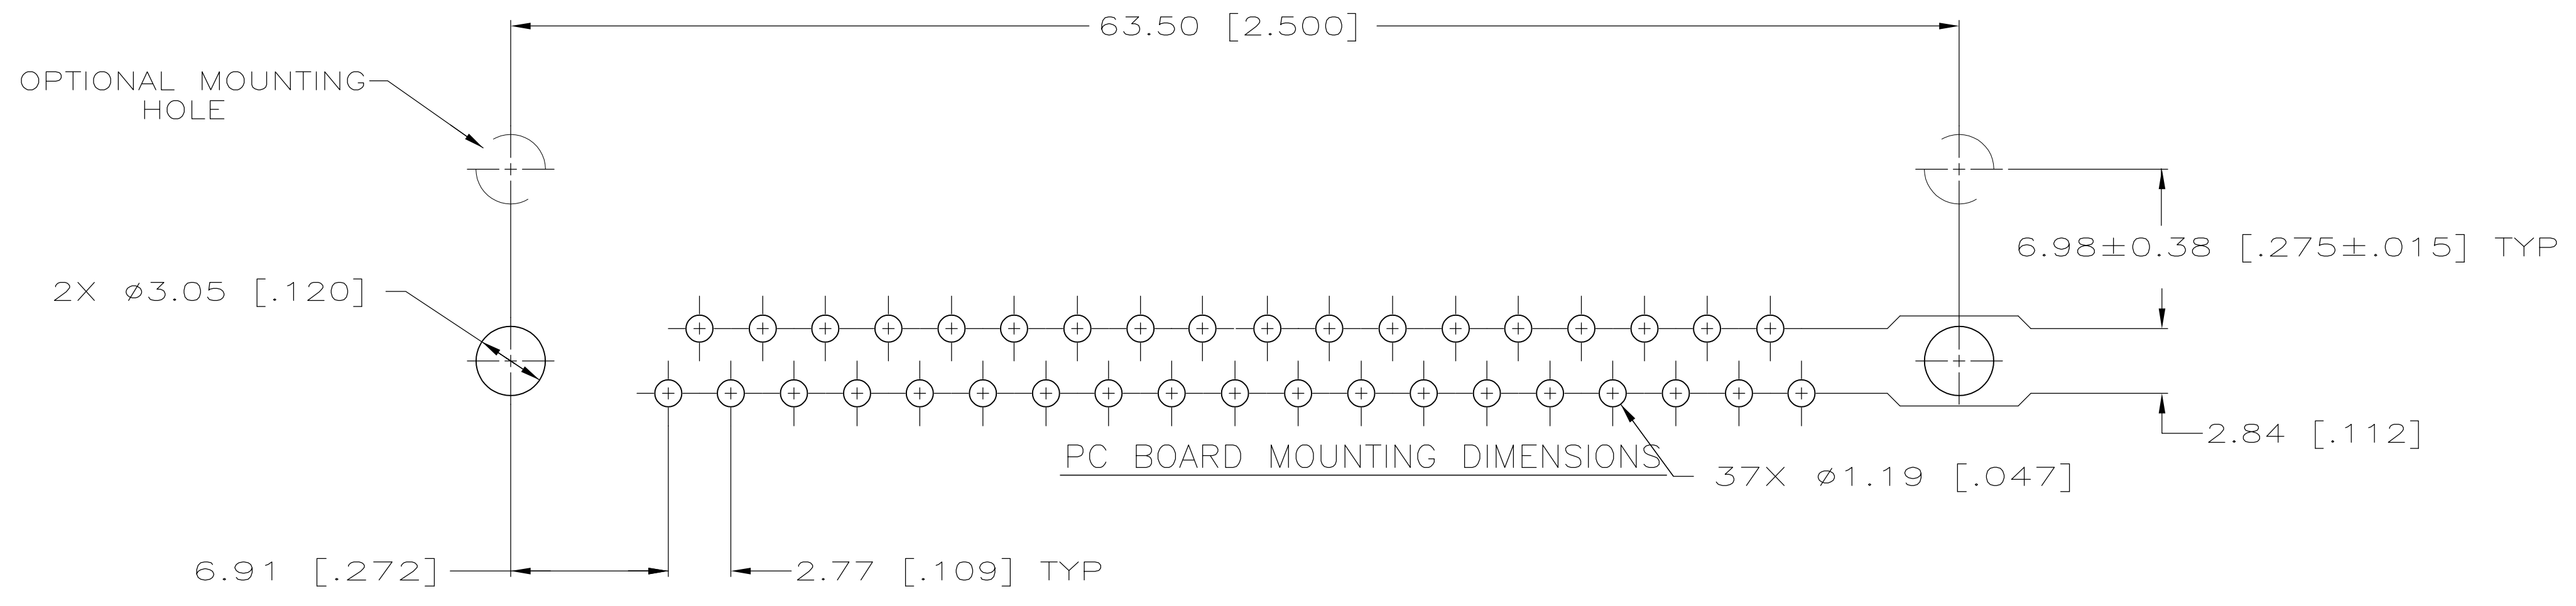 63.50 [2.500]
OPTIONAL MOUNTING
HOLE
6.98±0.38 [.275±.015] TYP
2X ⌀3.05 [.120]
2.84 [.112]
PC BOARD MOUNTING DIMENSIONS
37X ⌀1.19 [.047]
6.91 [.272]
2.77 [.109] TYP